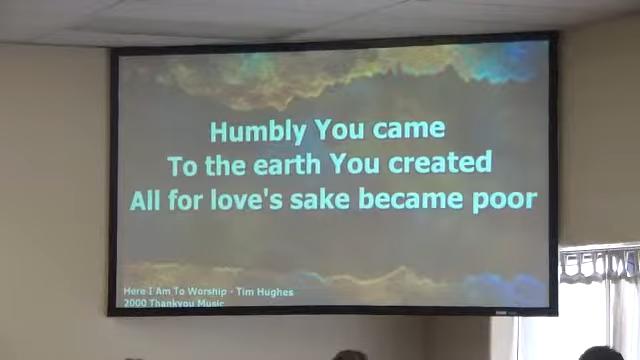 Humbly You came
To the earth You created
All for love's sake became poor
Here I Am To Worship - Tim Hughes
2000 Thankyou Music